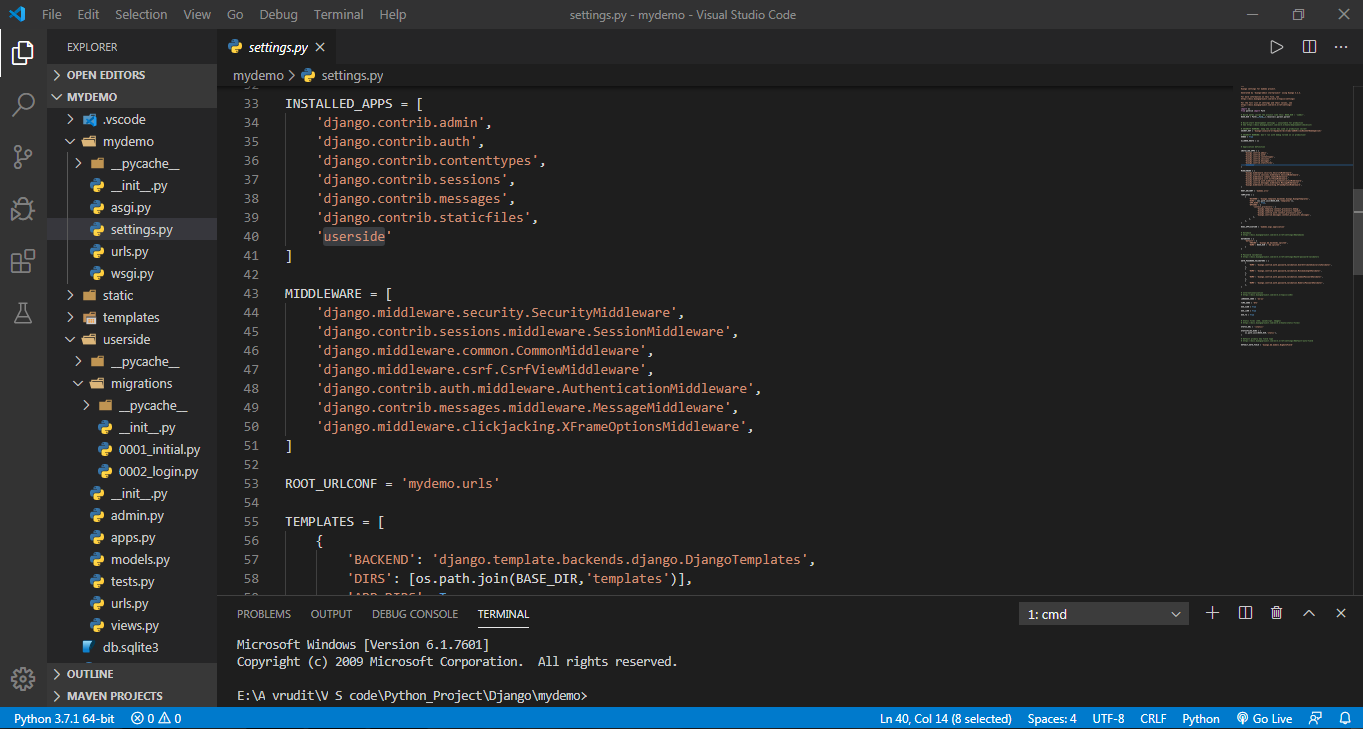 File Edit Selection View Go Debug Terminal Help settings.py - mydemo - Visual Studio Code
EXPLORER
OPEN EDITORS
MYDEMO
.vscode
mydemo
__pycache__
__init__.py
asgi.py
settings.py
urls.py
wsgi.py
static
templates
userside
__pycache__
migrations
__pycache__
__init__.py
0001_initial.py
0002_login.py
__init__.py
admin.py
apps.py
models.py
tests.py
urls.py
views.py
db.sqlite3
OUTLINE
MAVEN PROJECTS
settings.py
mydemo > settings.py
33 INSTALLED_APPS = [
34     'django.contrib.admin',
35     'django.contrib.auth',
36     'django.contrib.contenttypes',
37     'django.contrib.sessions',
38     'django.contrib.messages',
39     'django.contrib.staticfiles',
40     'userside'
41 ]
42
43 MIDDLEWARE = [
44     'django.middleware.security.SecurityMiddleware',
45     'django.contrib.sessions.middleware.SessionMiddleware',
46     'django.middleware.common.CommonMiddleware',
47     'django.middleware.csrf.CsrfViewMiddleware',
48     'django.contrib.auth.middleware.AuthenticationMiddleware',
49     'django.contrib.messages.middleware.MessageMiddleware',
50     'django.middleware.clickjacking.XFrameOptionsMiddleware',
51 ]
52
53 ROOT_URLCONF = 'mydemo.urls'
54
55 TEMPLATES = [
56     {
57         'BACKEND': 'django.template.backends.django.DjangoTemplates',
58         'DIRS': [os.path.join(BASE_DIR,'templates')],
PROBLEMS OUTPUT DEBUG CONSOLE TERMINAL 1: cmd
Microsoft Windows [Version 6.1.7601]
Copyright (c) 2009 Microsoft Corporation.  All rights reserved.
E:\A vrudit\V S code\Python_Project\Django\mydemo>
Python 3.7.1 64-bit 0 0 Ln 40, Col 14 (8 selected) Spaces: 4 UTF-8 CRLF Python Go Live